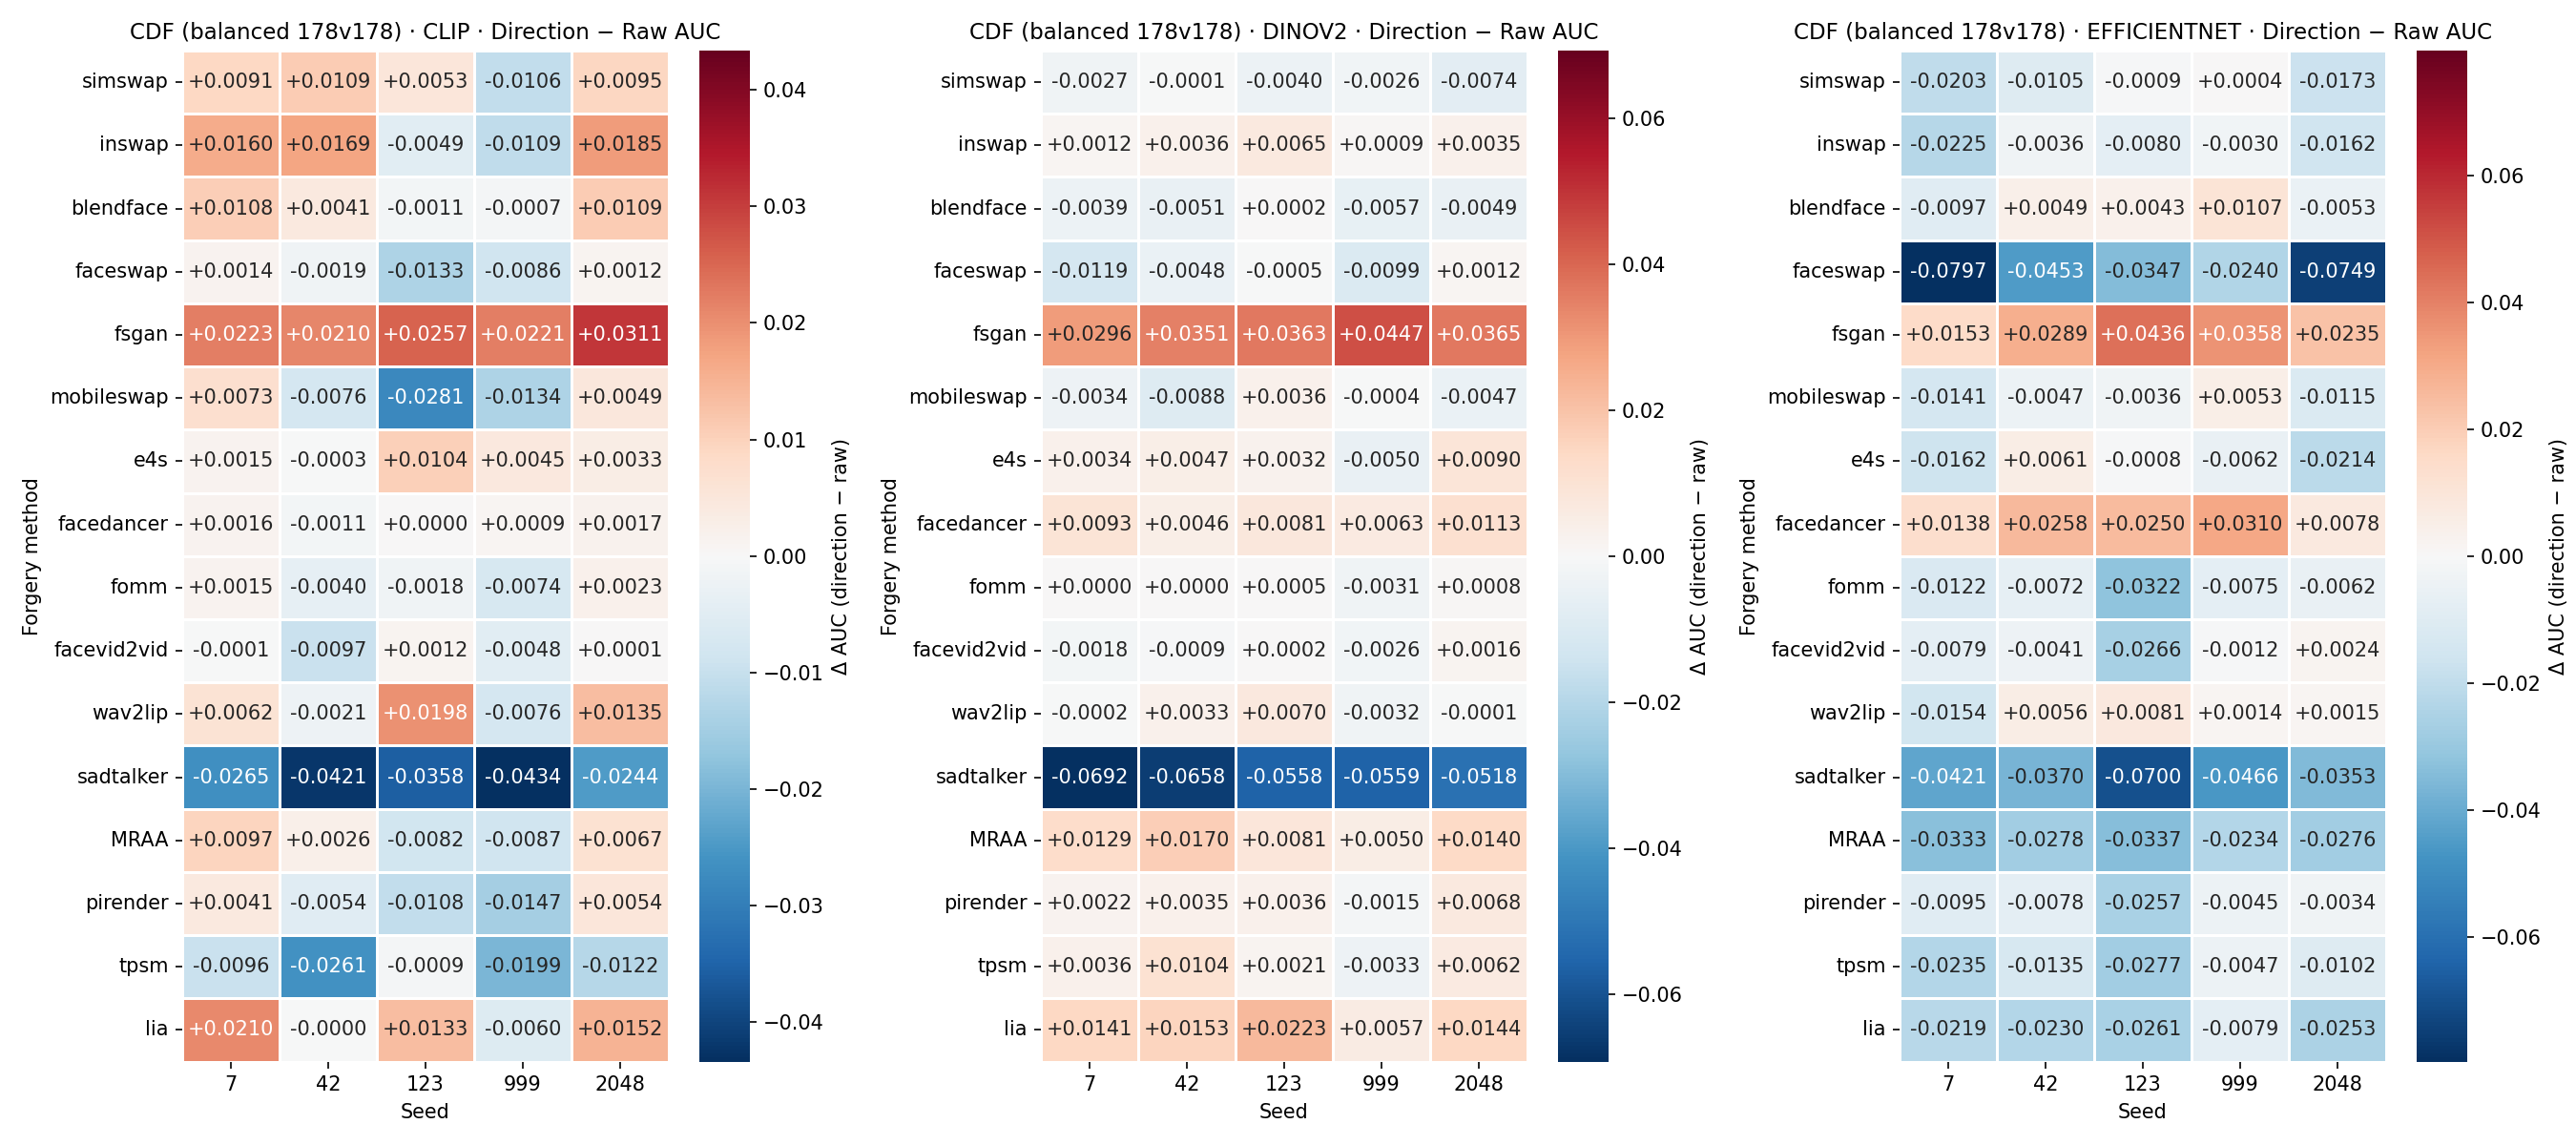 CDF (balanced 178v178) · CLIP · Direction − Raw AUC
Forgery method
simswap +0.0091 +0.0109 +0.0053 -0.0106 +0.0095
inswap +0.0160 +0.0169 -0.0049 -0.0109 +0.0185
blendface +0.0108 +0.0041 -0.0011 -0.0007 +0.0109
faceswap +0.0014 -0.0019 -0.0133 -0.0086 +0.0012
fsgan +0.0223 +0.0210 +0.0257 +0.0221 +0.0311
mobileswap +0.0073 -0.0076 -0.0281 -0.0134 +0.0049
e4s +0.0015 -0.0003 +0.0104 +0.0045 +0.0033
facedancer +0.0016 -0.0011 +0.0000 +0.0009 +0.0017
fomm +0.0015 -0.0040 -0.0018 -0.0074 +0.0023
facevid2vid -0.0001 -0.0097 +0.0012 -0.0048 +0.0001
wav2lip +0.0062 -0.0021 +0.0198 -0.0076 +0.0135
sadtalker -0.0265 -0.0421 -0.0358 -0.0434 -0.0244
MRAA +0.0097 +0.0026 -0.0082 -0.0087 +0.0067
pirender +0.0041 -0.0054 -0.0108 -0.0147 +0.0054
tpsm -0.0096 -0.0261 -0.0009 -0.0199 -0.0122
lia +0.0210 -0.0000 +0.0133 -0.0060 +0.0152
7 42 123 999 2048
Seed
0.04
0.03
0.02
0.01
0.00
−0.01
−0.02
−0.03
−0.04
Δ AUC (direction − raw)
CDF (balanced 178v178) · DINOV2 · Direction − Raw AUC
Forgery method
simswap -0.0027 -0.0001 -0.0040 -0.0026 -0.0074
inswap +0.0012 +0.0036 +0.0065 +0.0009 +0.0035
blendface -0.0039 -0.0051 +0.0002 -0.0057 -0.0049
faceswap -0.0119 -0.0048 -0.0005 -0.0099 +0.0012
fsgan +0.0296 +0.0351 +0.0363 +0.0447 +0.0365
mobileswap -0.0034 -0.0088 +0.0036 -0.0004 -0.0047
e4s +0.0034 +0.0047 +0.0032 -0.0050 +0.0090
facedancer +0.0093 +0.0046 +0.0081 +0.0063 +0.0113
fomm +0.0000 +0.0000 +0.0005 -0.0031 +0.0008
facevid2vid -0.0018 -0.0009 +0.0002 -0.0026 +0.0016
wav2lip -0.0002 +0.0033 +0.0070 -0.0032 -0.0001
sadtalker -0.0692 -0.0658 -0.0558 -0.0559 -0.0518
MRAA +0.0129 +0.0170 +0.0081 +0.0050 +0.0140
pirender +0.0022 +0.0035 +0.0036 -0.0015 +0.0068
tpsm +0.0036 +0.0104 +0.0021 -0.0033 +0.0062
lia +0.0141 +0.0153 +0.0223 +0.0057 +0.0144
7 42 123 999 2048
Seed
0.06
0.04
0.02
0.00
−0.02
−0.04
−0.06
Δ AUC (direction − raw)
CDF (balanced 178v178) · EFFICIENTNET · Direction − Raw AUC
Forgery method
simswap -0.0203 -0.0105 -0.0009 +0.0004 -0.0173
inswap -0.0225 -0.0036 -0.0080 -0.0030 -0.0162
blendface -0.0097 +0.0049 +0.0043 +0.0107 -0.0053
faceswap -0.0797 -0.0453 -0.0347 -0.0240 -0.0749
fsgan +0.0153 +0.0289 +0.0436 +0.0358 +0.0235
mobileswap -0.0141 -0.0047 -0.0036 +0.0053 -0.0115
e4s -0.0162 +0.0061 -0.0008 -0.0062 -0.0214
facedancer +0.0138 +0.0258 +0.0250 +0.0310 +0.0078
fomm -0.0122 -0.0072 -0.0322 -0.0075 -0.0062
facevid2vid -0.0079 -0.0041 -0.0266 -0.0012 +0.0024
wav2lip -0.0154 +0.0056 +0.0081 +0.0014 +0.0015
sadtalker -0.0421 -0.0370 -0.0700 -0.0466 -0.0353
MRAA -0.0333 -0.0278 -0.0337 -0.0234 -0.0276
pirender -0.0095 -0.0078 -0.0257 -0.0045 -0.0034
tpsm -0.0235 -0.0135 -0.0277 -0.0047 -0.0102
lia -0.0219 -0.0230 -0.0261 -0.0079 -0.0253
7 42 123 999 2048
Seed
0.06
0.04
0.02
0.00
−0.02
−0.04
−0.06
Δ AUC (direction − raw)